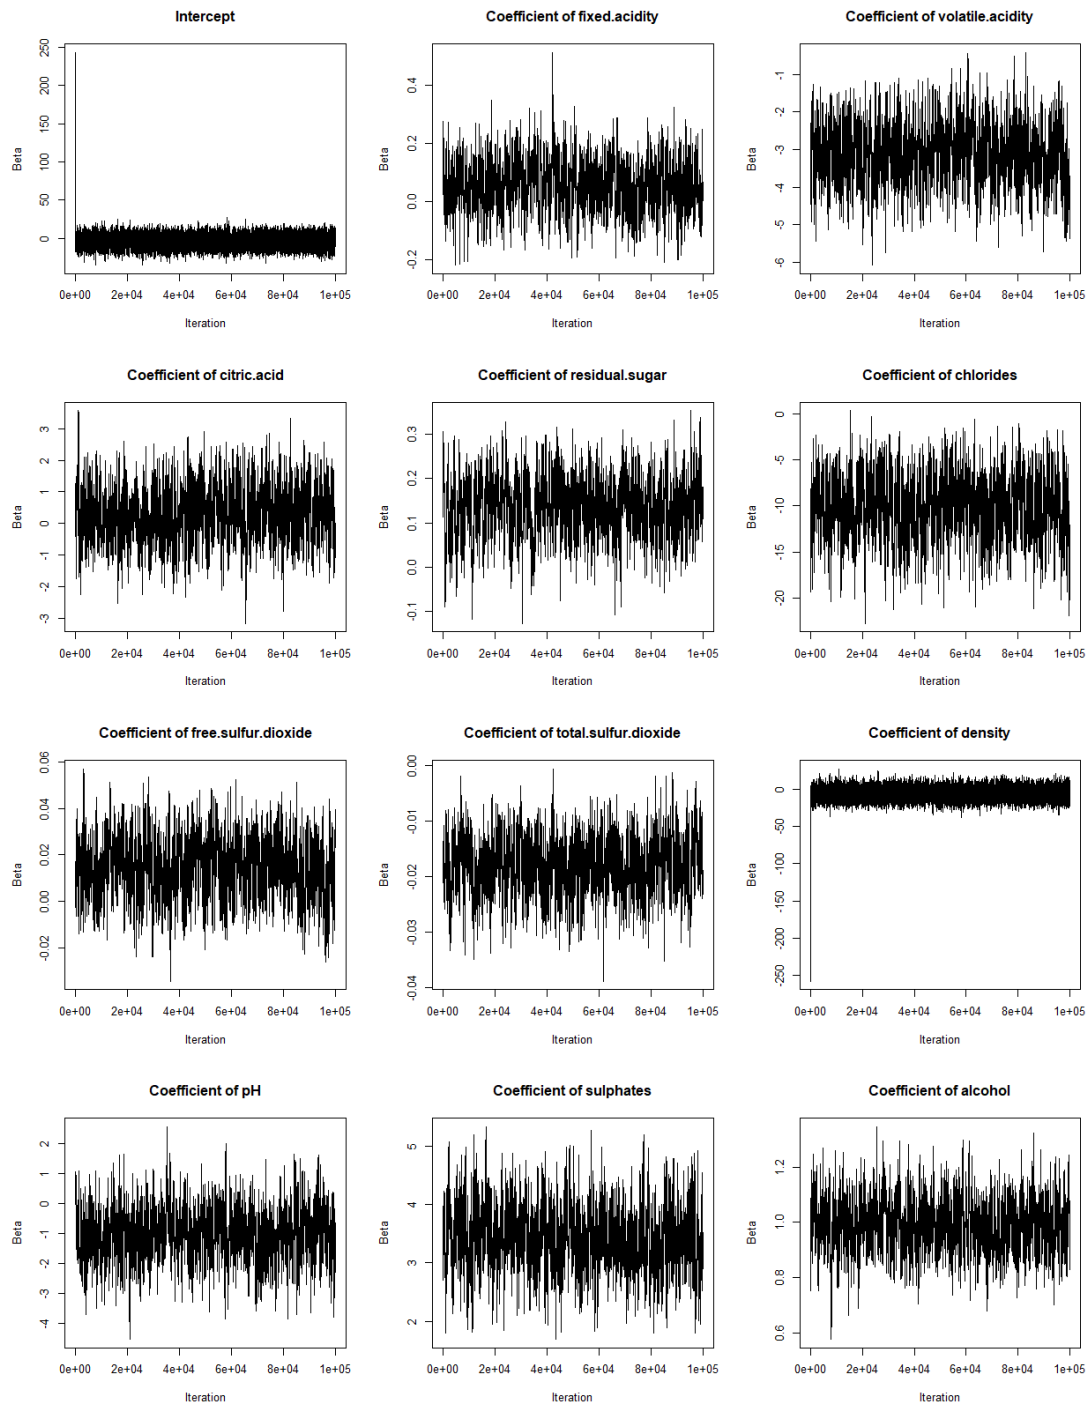 Intercept
Coefficient of fixed.acidity
Coefficient of volatile.acidity
Beta
250
200
150
100
50
0
0e+00 2e+04 4e+04 6e+04 8e+04 1e+05
Iteration
Beta
0.4
0.2
0.0
-0.2
0e+00 2e+04 4e+04 6e+04 8e+04 1e+05
Iteration
Beta
-1
-2
-3
-4
-5
-6
0e+00 2e+04 4e+04 6e+04 8e+04 1e+05
Iteration
Coefficient of citric.acid
Coefficient of residual.sugar
Coefficient of chlorides
Beta
3
2
1
0
-1
-2
-3
0e+00 2e+04 4e+04 6e+04 8e+04 1e+05
Iteration
Beta
0.3
0.2
0.1
0.0
-0.1
0e+00 2e+04 4e+04 6e+04 8e+04 1e+05
Iteration
Beta
0
-5
-10
-15
-20
0e+00 2e+04 4e+04 6e+04 8e+04 1e+05
Iteration
Coefficient of free.sulfur.dioxide
Coefficient of total.sulfur.dioxide
Coefficient of density
Beta
0.06
0.04
0.02
0.00
-0.02
0e+00 2e+04 4e+04 6e+04 8e+04 1e+05
Iteration
Beta
0.00
-0.01
-0.02
-0.03
-0.04
0e+00 2e+04 4e+04 6e+04 8e+04 1e+05
Iteration
Beta
0
-50
-100
-150
-200
-250
0e+00 2e+04 4e+04 6e+04 8e+04 1e+05
Iteration
Coefficient of pH
Coefficient of sulphates
Coefficient of alcohol
Beta
2
1
0
-1
-2
-3
-4
0e+00 2e+04 4e+04 6e+04 8e+04 1e+05
Iteration
Beta
5
4
3
2
0e+00 2e+04 4e+04 6e+04 8e+04 1e+05
Iteration
Beta
1.2
1.0
0.8
0.6
0e+00 2e+04 4e+04 6e+04 8e+04 1e+05
Iteration